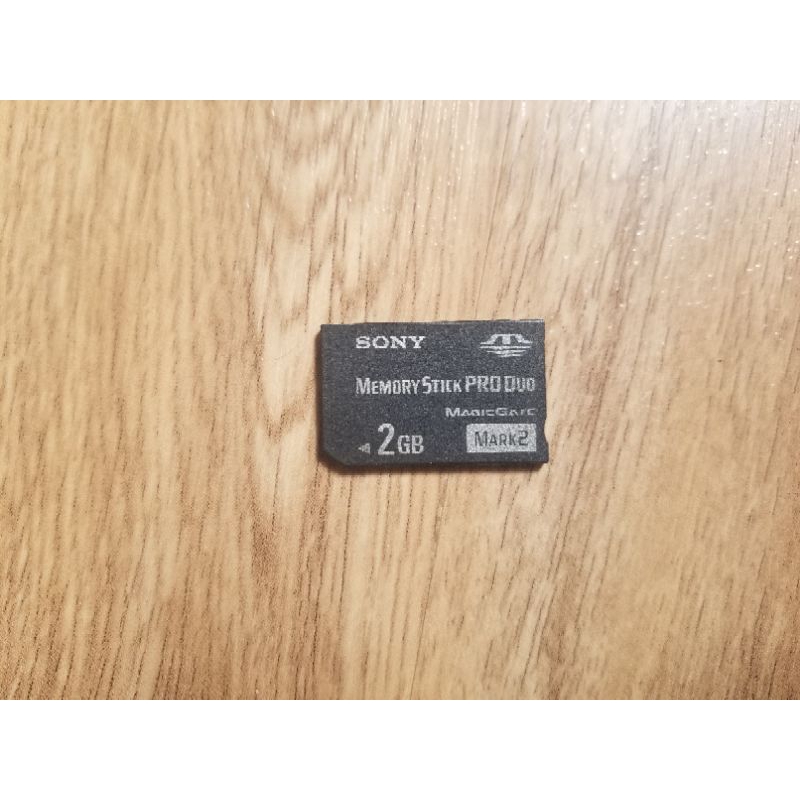 SONY
MEMORY STICK PRO DUO
MAGICGATE
2GB
MARK2